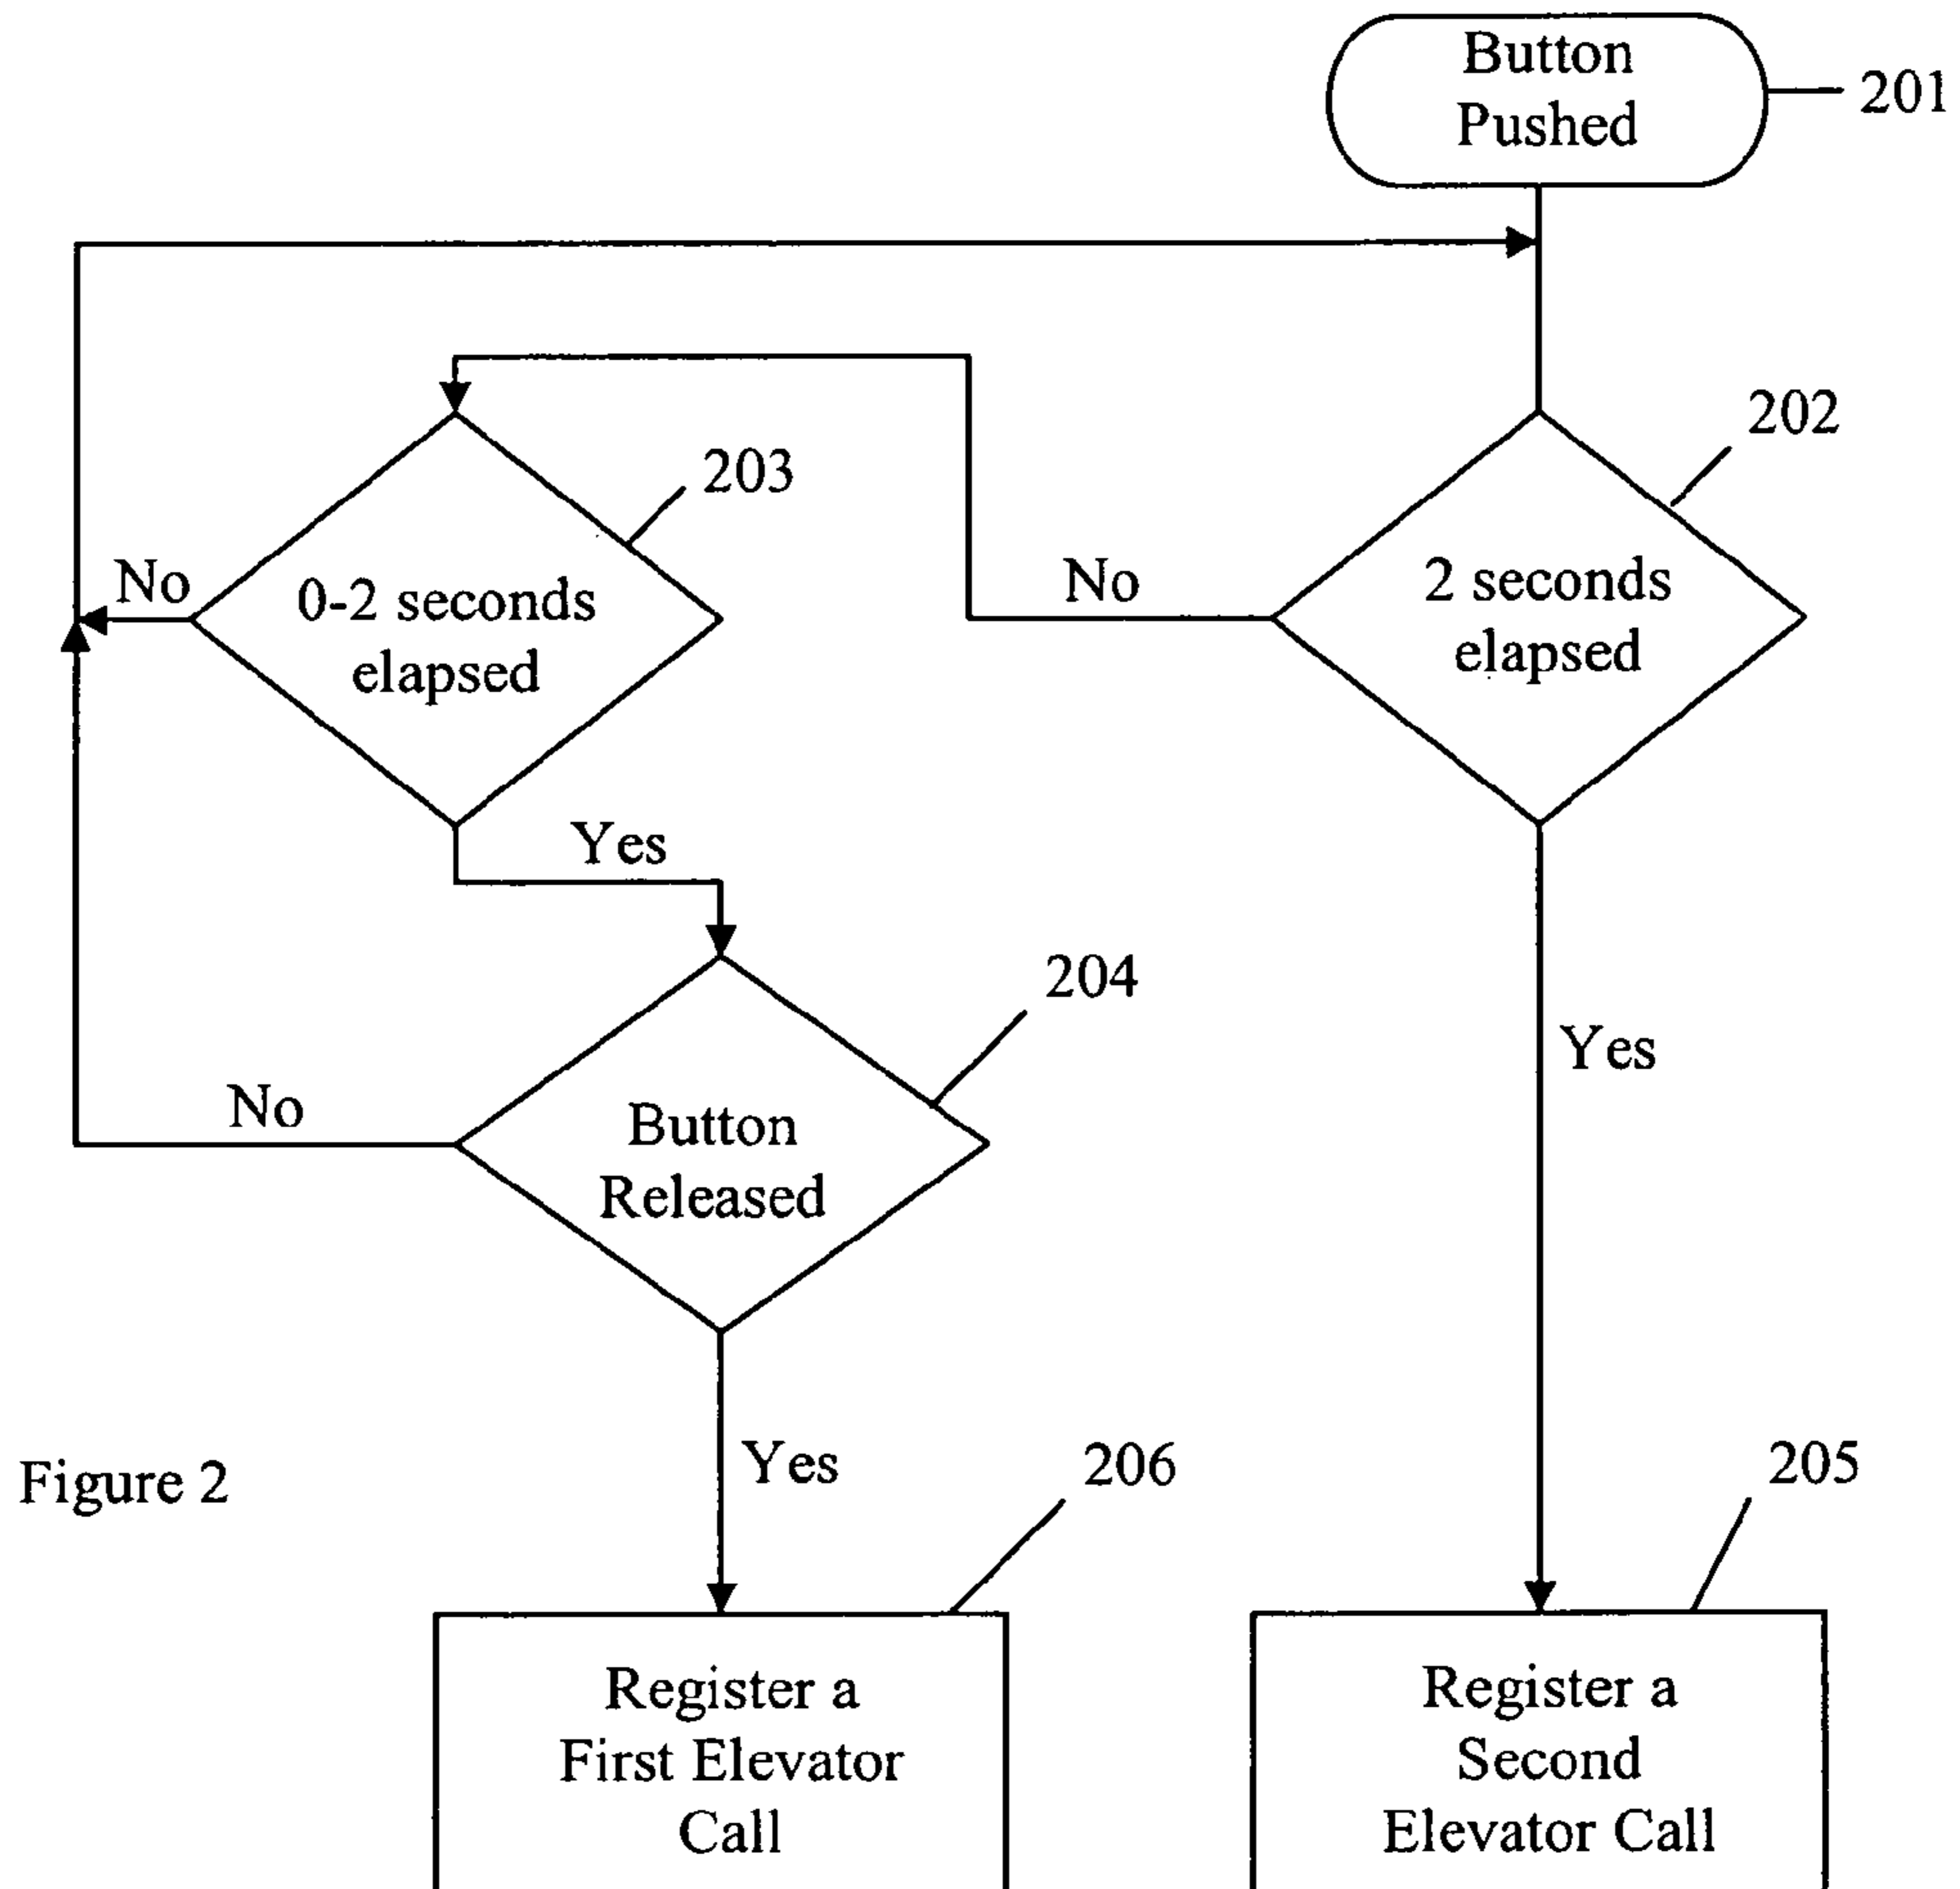 Button
Pushed
201
202
203
No
0-2 seconds
elapsed
No
2 seconds
elapsed
Yes
204
Yes
No
Button
Released
Figure 2
Yes
206
205
Register a
First Elevator
Call
Register a
Second
Elevator Call